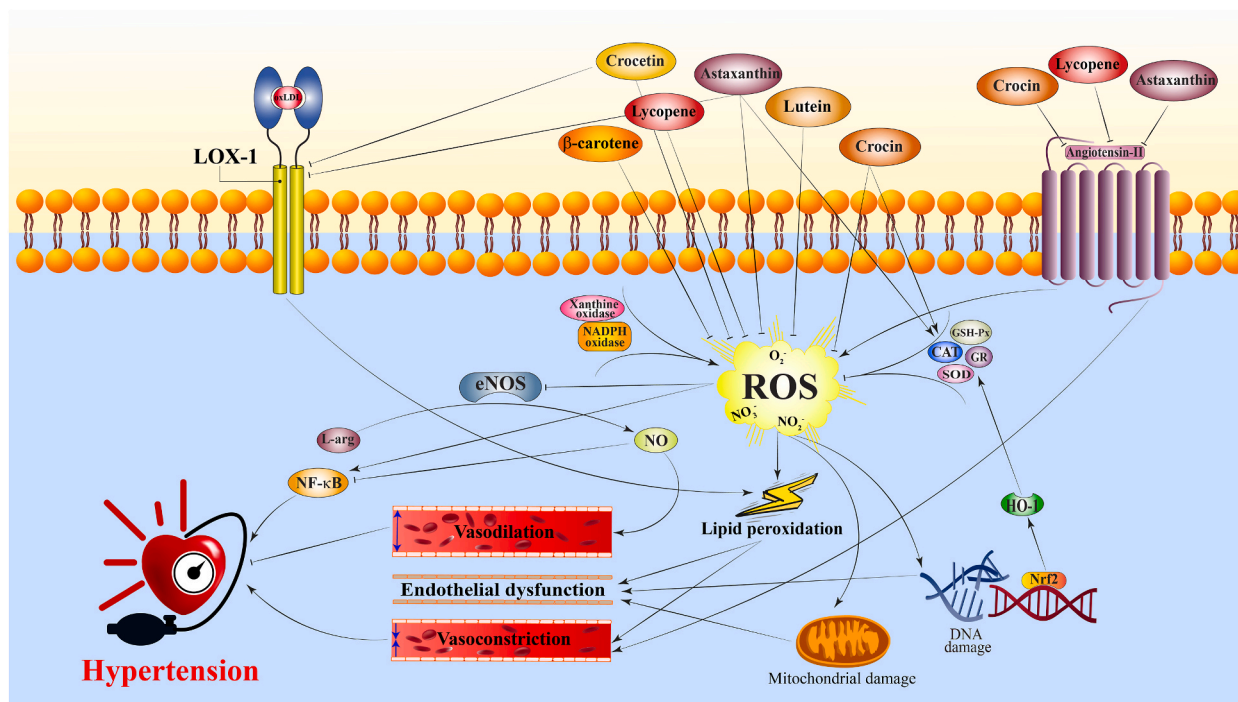 Crocetin
Astaxanthin
Lycopene
Lutein
β-carotene
Crocin
Lycopene
Crocin
Astaxanthin
Angiotensin-II
oxLDL
LOX-1
Xanthine
oxidase
NADPH
oxidase
O₂⁻
ROS
NO₃⁻
NO₂⁻
GSH-Px
CAT
GR
SOD
eNOS
L-arg
NO
NF-κB
HO-1
Nrf2
Lipid peroxidation
Vasodilation
Endothelial dysfunction
Vasoconstriction
DNA
damage
Mitochondrial damage
Hypertension